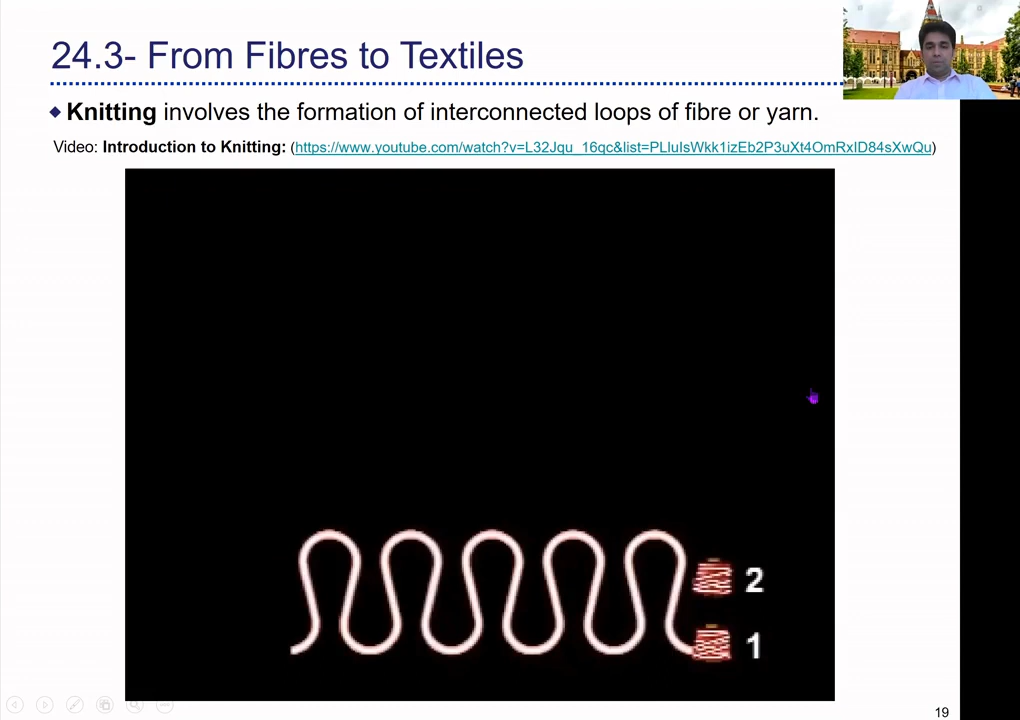 24.3- From Fibres to Textiles
Knitting involves the formation of interconnected loops of fibre or yarn.
Video: Introduction to Knitting: (https://www.youtube.com/watch?v=L32Jqu_16qc&list=PLluIsWkk1izEb2P3uXt4OmRxID84sXwQu)
2
1
19